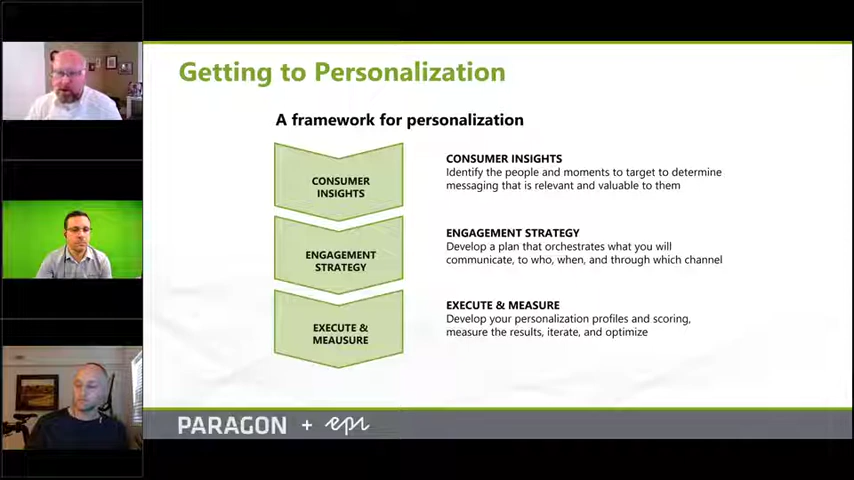 Getting to Personalization
A framework for personalization
CONSUMER
INSIGHTS
CONSUMER INSIGHTS
Identify the people and moments to target to determine
messaging that is relevant and valuable to them
ENGAGEMENT
STRATEGY
ENGAGEMENT STRATEGY
Develop a plan that orchestrates what you will
communicate, to who, when, and through which channel
EXECUTE &
MEAUSURE
EXECUTE & MEASURE
Develop your personalization profiles and scoring,
measure the results, iterate, and optimize
PARAGON + epi